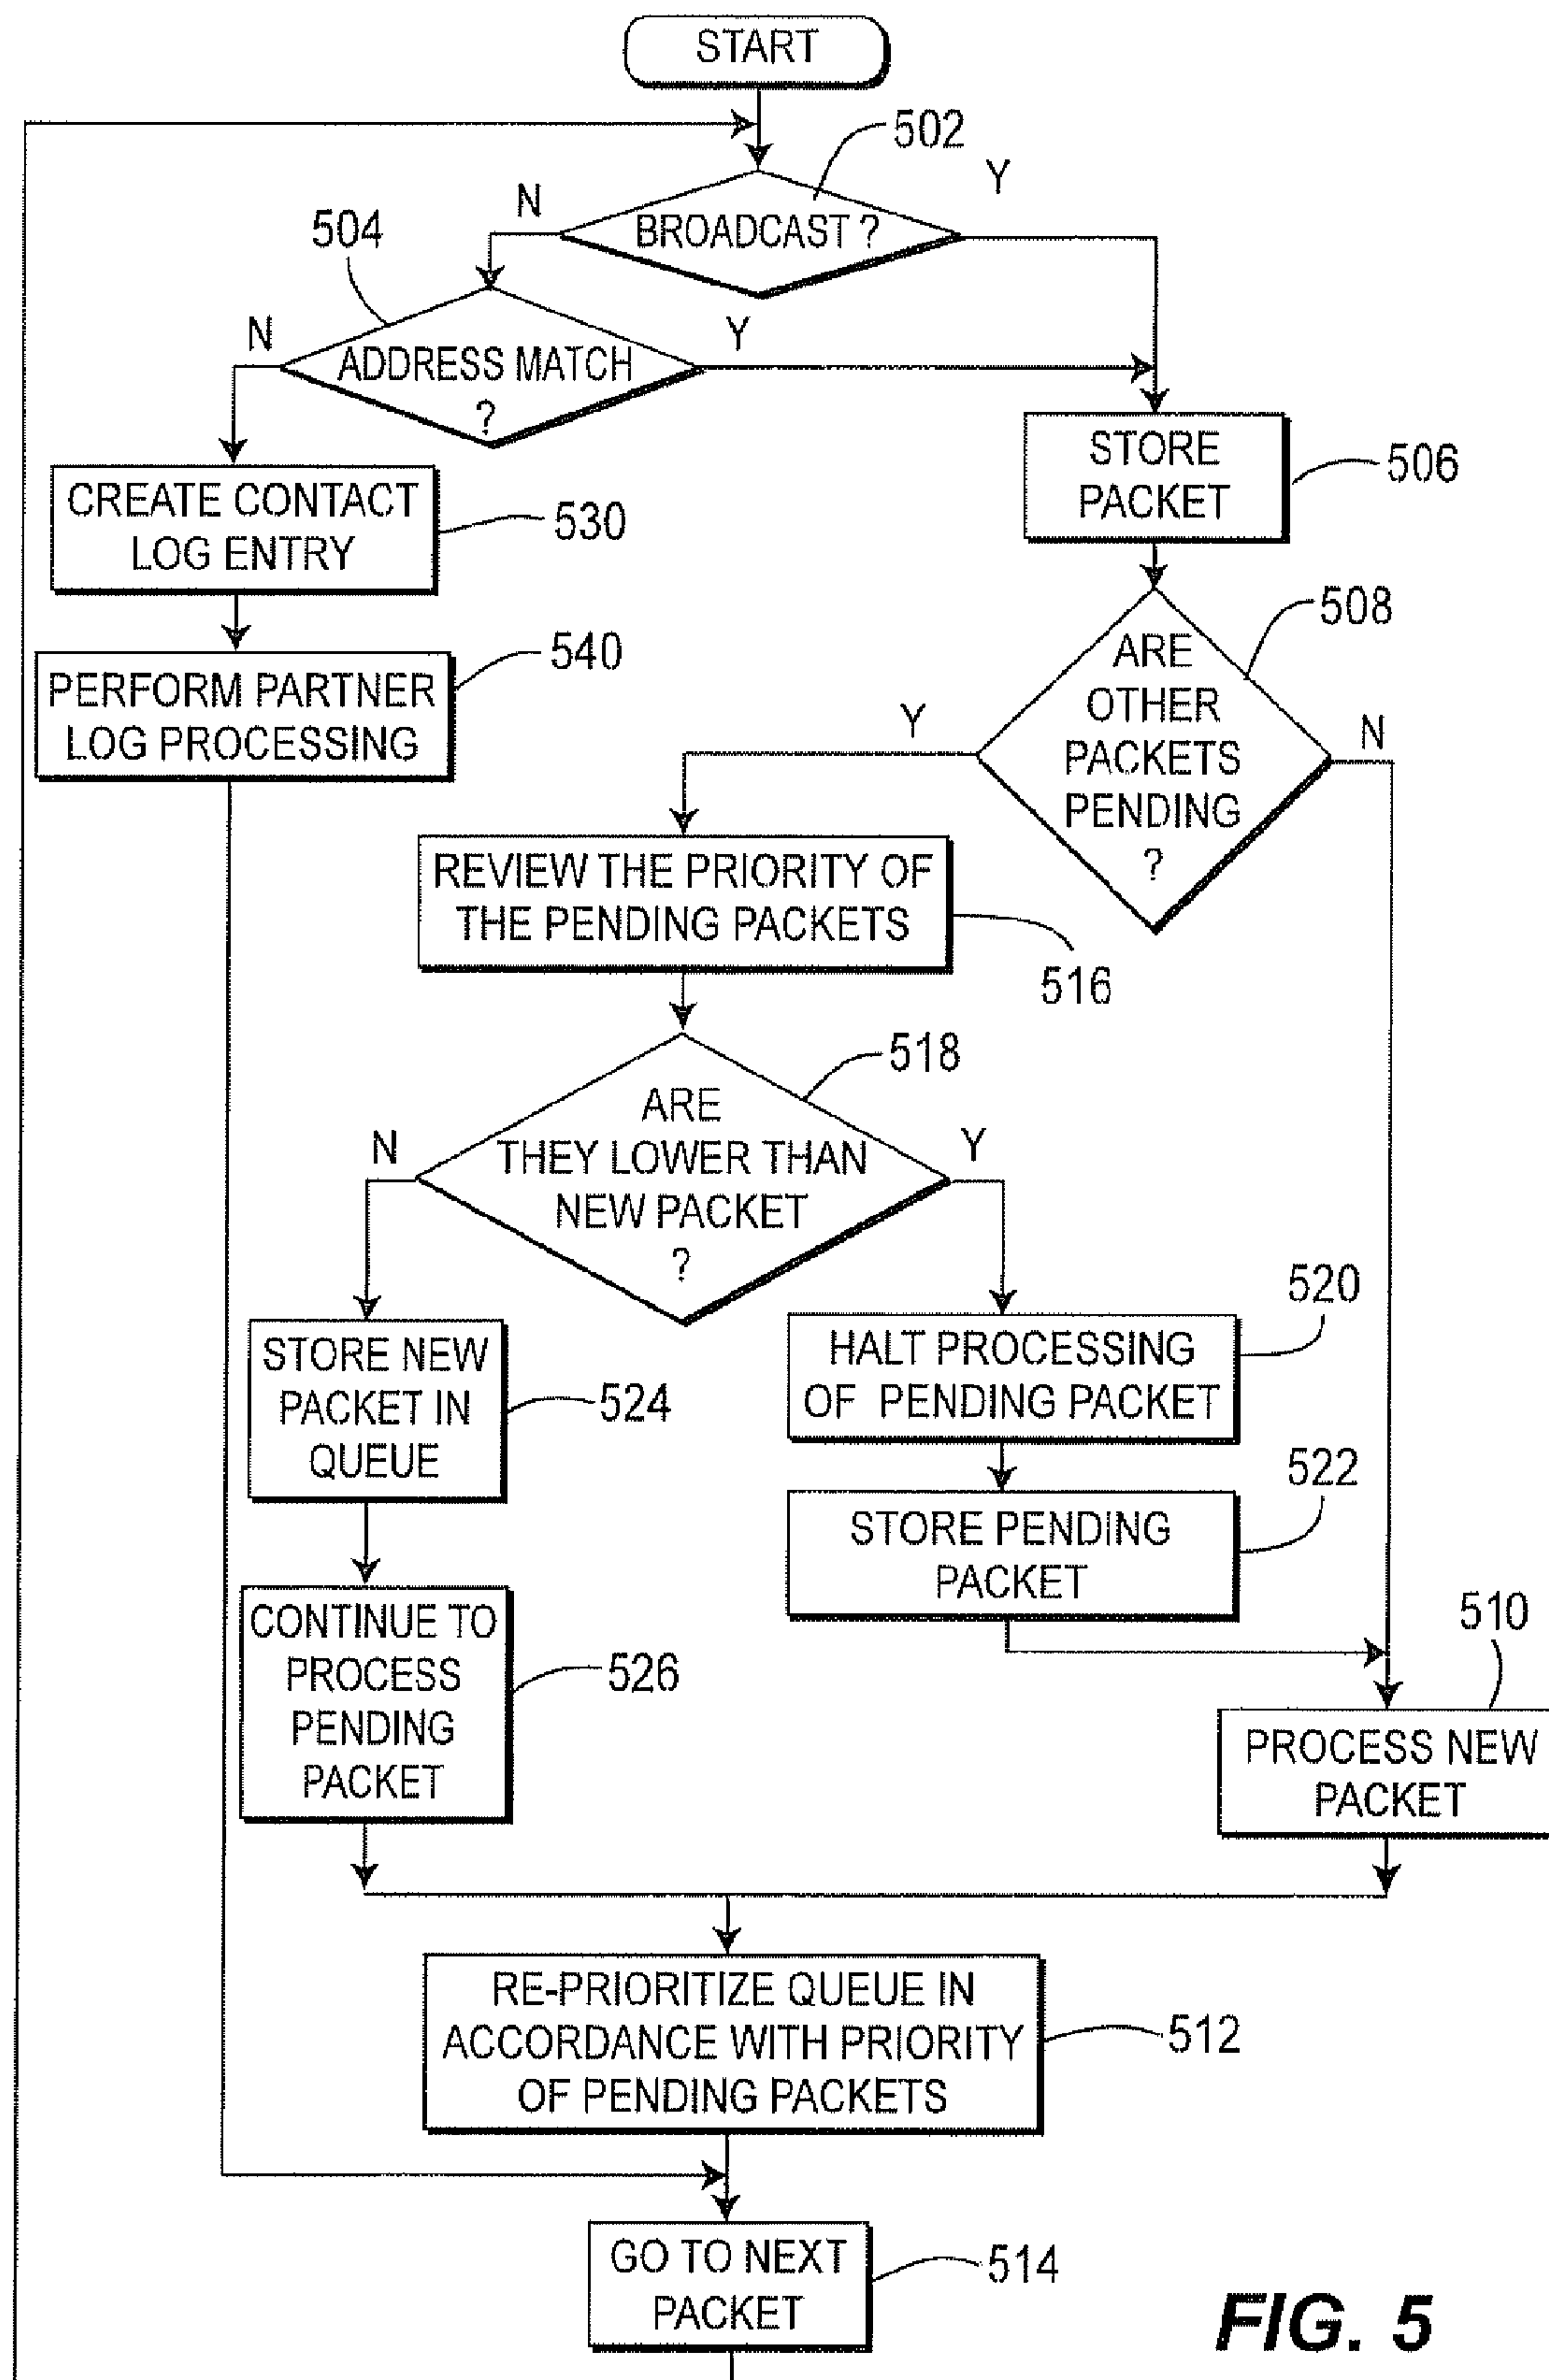 START
502
N
Y
BROADCAST ?
504
N
Y
ADDRESS MATCH
?
STORE
PACKET
506
CREATE CONTACT
LOG ENTRY
530
PERFORM PARTNER
LOG PROCESSING
540
508
ARE
OTHER
PACKETS
PENDING
?
Y
N
REVIEW THE PRIORITY OF
THE PENDING PACKETS
516
518
ARE
THEY LOWER THAN
NEW PACKET
?
N
Y
STORE NEW
PACKET IN
QUEUE
524
HALT PROCESSING
OF PENDING PACKET
520
STORE PENDING
PACKET
522
CONTINUE TO
PROCESS
PENDING
PACKET
526
510
PROCESS NEW
PACKET
RE-PRIORITIZE QUEUE IN
ACCORDANCE WITH PRIORITY
OF PENDING PACKETS
512
GO TO NEXT
PACKET
514
FIG. 5